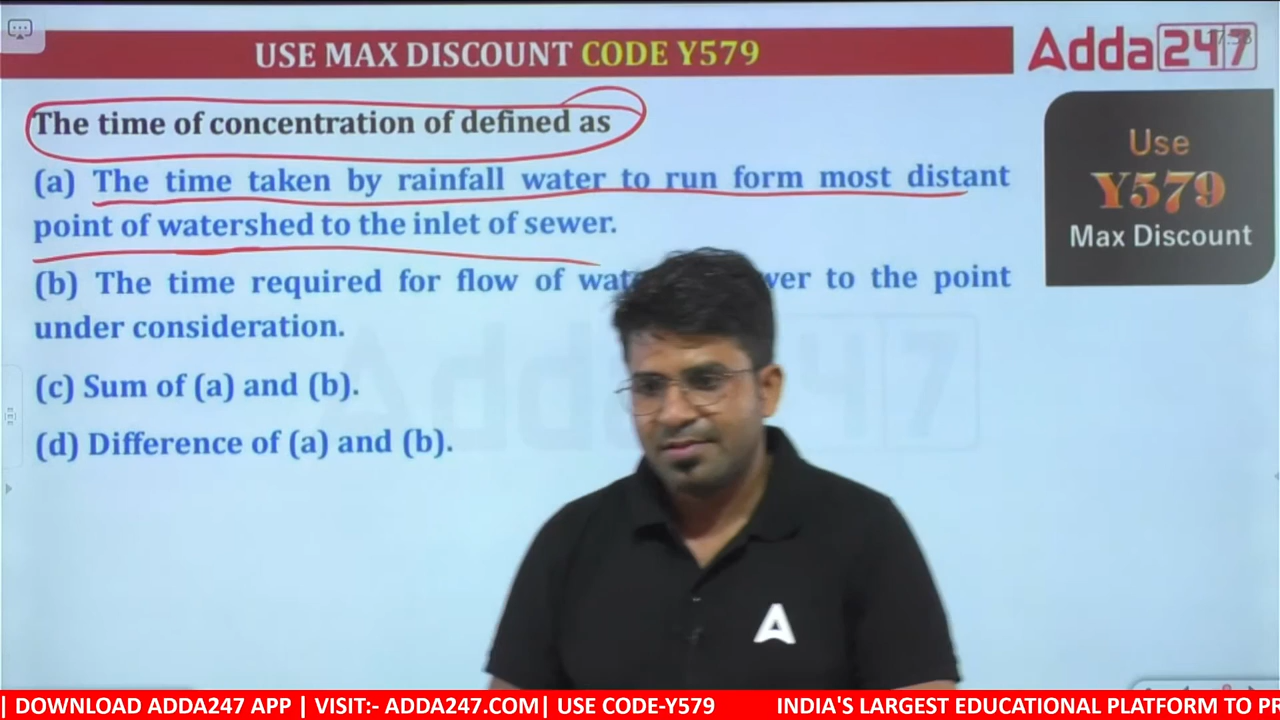 USE MAX DISCOUNT CODE Y579
Adda247
The time of concentration of defined as
(a) The time taken by rainfall water to run form most distant
point of watershed to the inlet of sewer.
(b) The time required for flow of to the point
under consideration.
(c) Sum of (a) and (b).
(d) Difference of (a) and (b).
Use
Y579
Max Discount
A
| DOWNLOAD ADDA247 APP | VISIT:- ADDA247.COM| USE CODE-Y579 INDIA'S LARGEST EDUCATIONAL PLATFORM TO